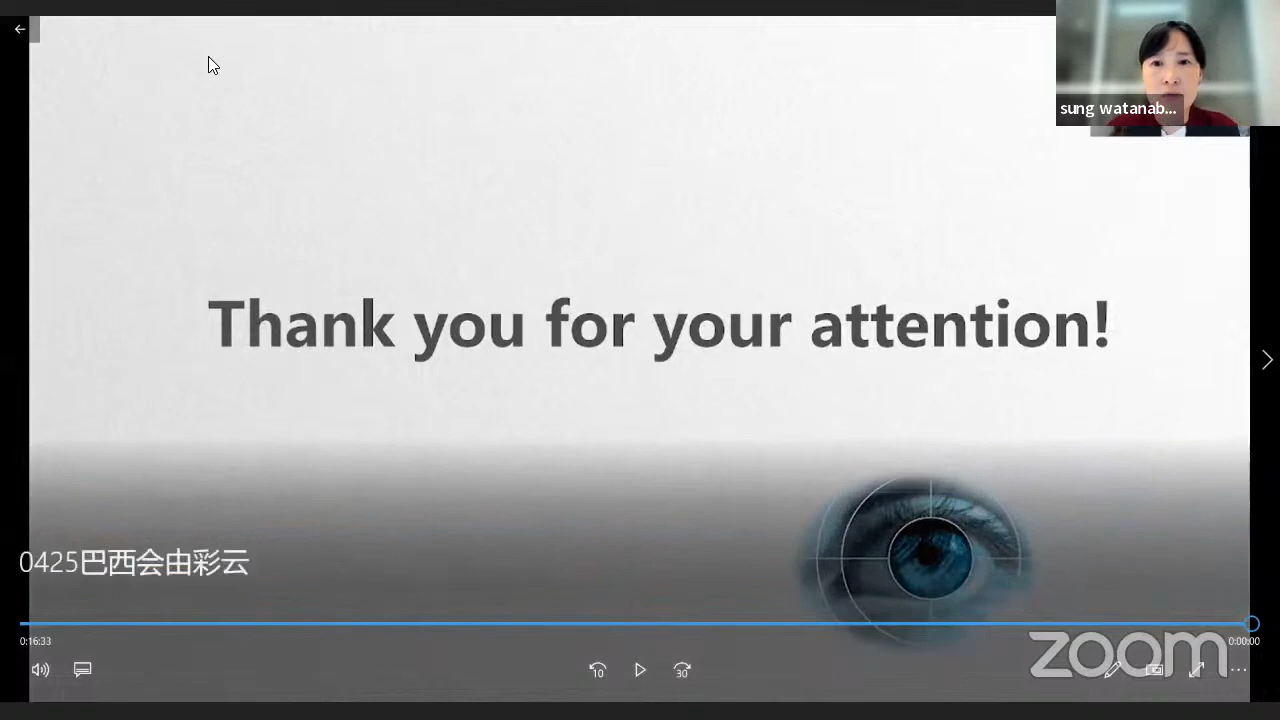 sung watanab...
Thank you for your attention!
0425巴西会由彩云
0:16:33
0:00:00
10
30
zoom